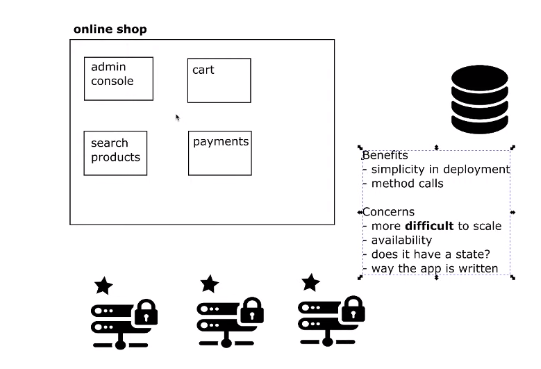 online shop
admin
console
cart
search
products
payments
Benefits
- simplicity in deployment
- method calls
Concerns
- more difficult to scale
- availability
- does it have a state?
- way the app is written